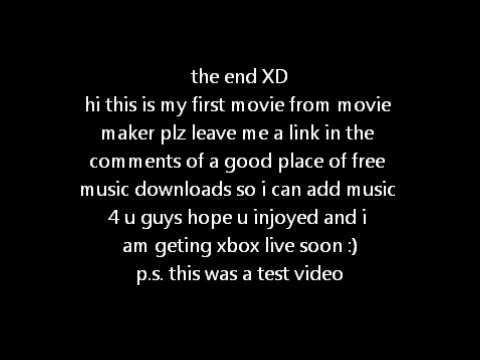 the end XD
hi this is my first movie from movie
maker plz leave me a link in the
comments of a good place of free
music downloads so i can add music
4 u guys hope u injoyed and i
am geting xbox live soon :)
p.s. this was a test video